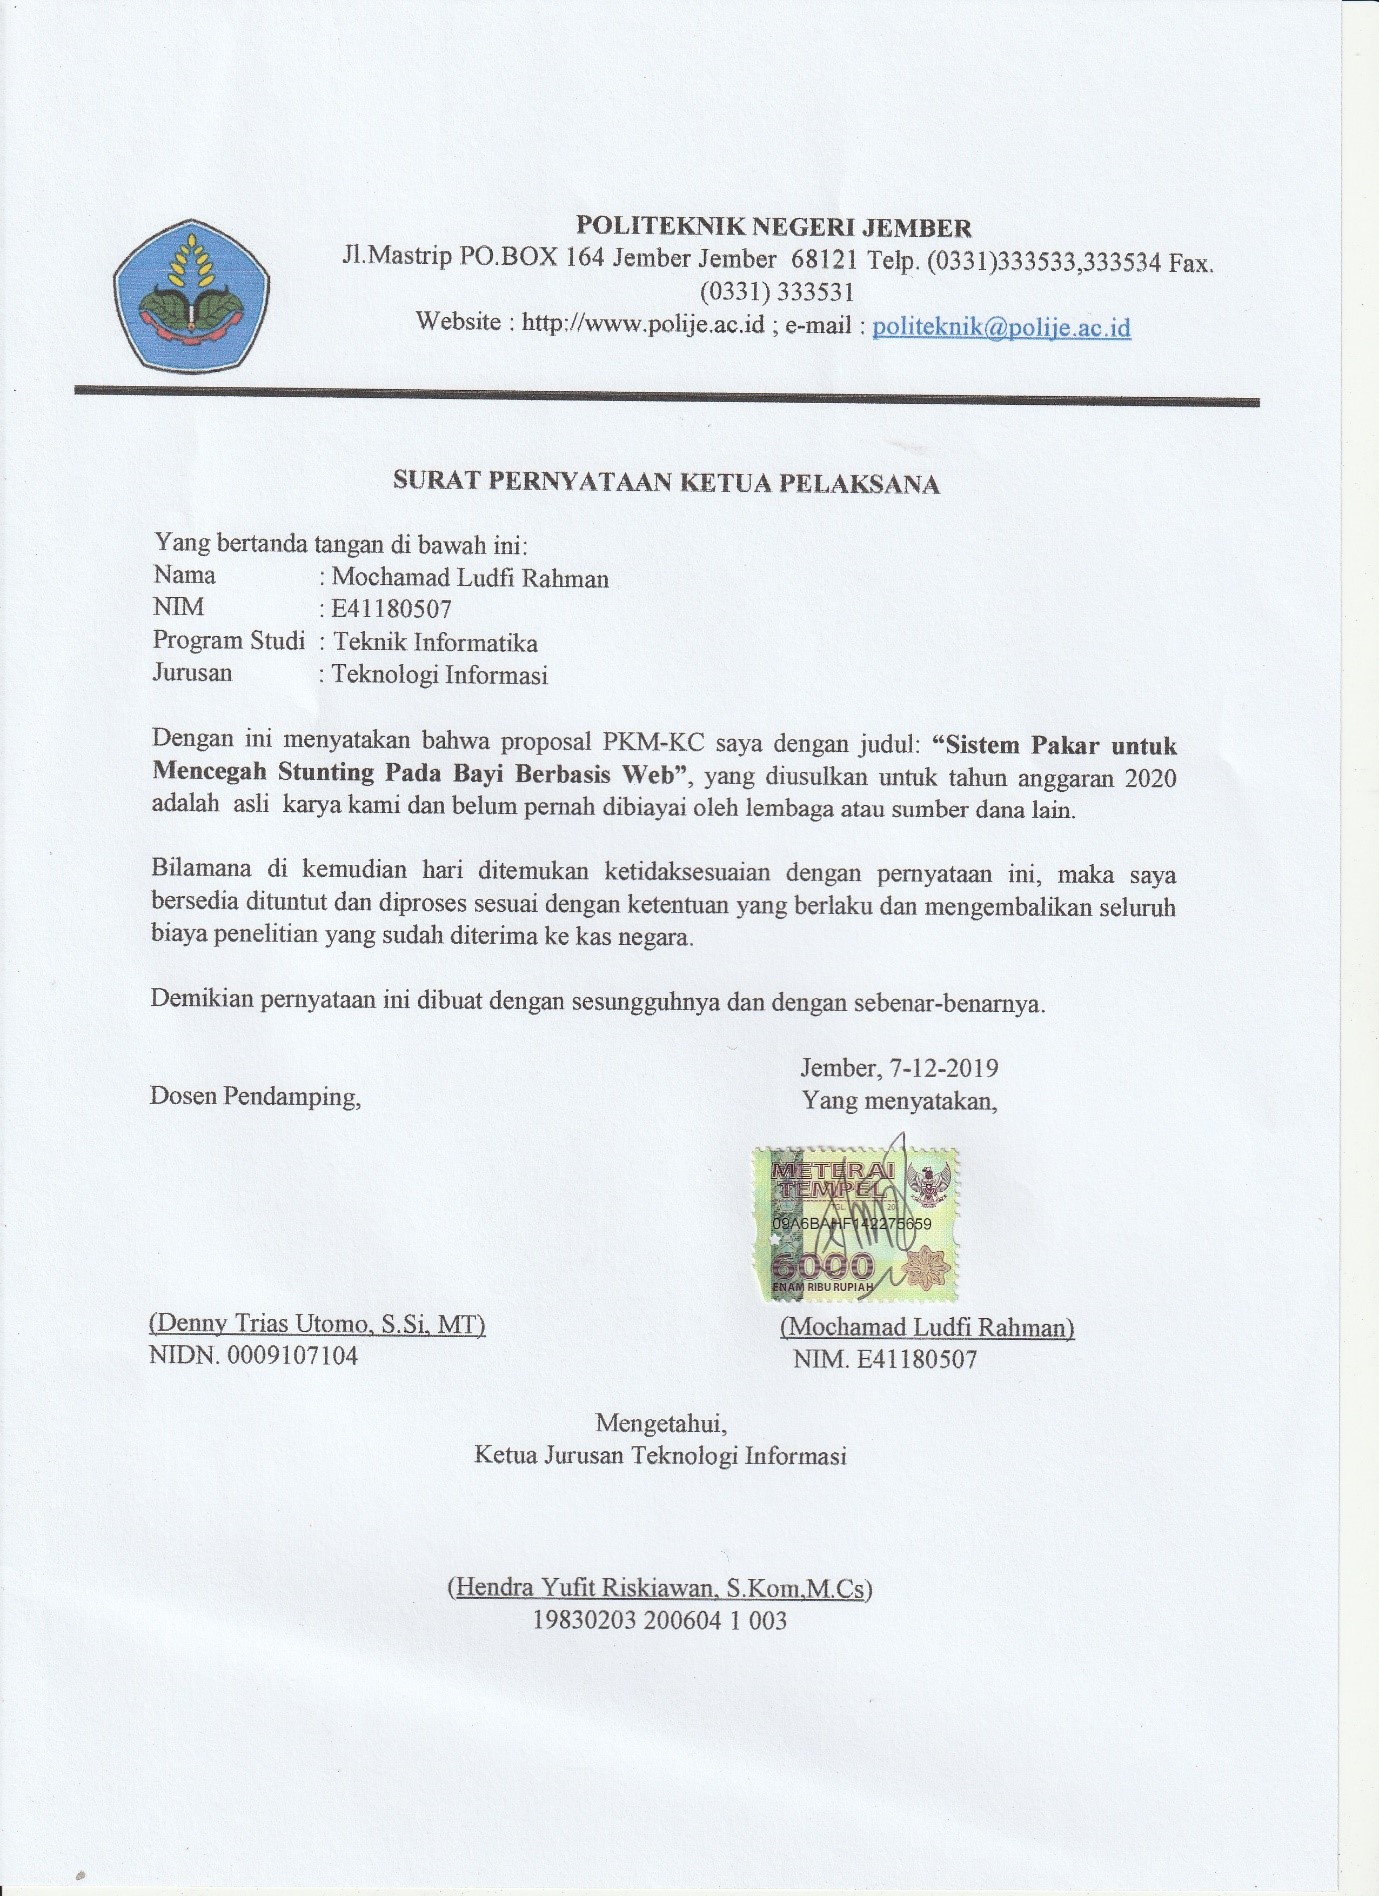 POLITEKNIK NEGERI JEMBER
Jl.Mastrip PO.BOX 164 Jember Jember 68121 Telp. (0331)333533,333534 Fax.
(0331) 333531
Website : http://www.polije.ac.id ; e-mail : politeknik@polije.ac.id
SURAT PERNYATAAN KETUA PELAKSANA
Yang bertanda tangan di bawah ini:
Nama : Mochamad Ludfi Rahman
NIM : E41180507
Program Studi : Teknik Informatika
Jurusan : Teknologi Informasi
Dengan ini menyatakan bahwa proposal PKM-KC saya dengan judul: “Sistem Pakar untuk
Mencegah Stunting Pada Bayi Berbasis Web”, yang diusulkan untuk tahun anggaran 2020
adalah asli karya kami dan belum pernah dibiayai oleh lembaga atau sumber dana lain.
Bilamana di kemudian hari ditemukan ketidaksesuaian dengan pernyataan ini, maka saya
bersedia dituntut dan diproses sesuai dengan ketentuan yang berlaku dan mengembalikan seluruh
biaya penelitian yang sudah diterima ke kas negara.
Demikian pernyataan ini dibuat dengan sesungguhnya dan dengan sebenar-benarnya.
Jember, 7-12-2019
Dosen Pendamping,
Yang menyatakan,
METERAI
TEMPEL
TGL. 20
09A6BAHF142275659
6000
ENAM RIBU RUPIAH
(Denny Trias Utomo, S.Si, MT)
NIDN. 0009107104
(Mochamad Ludfi Rahman)
NIM. E41180507
Mengetahui,
Ketua Jurusan Teknologi Informasi
(Hendra Yufit Riskiawan, S.Kom,M.Cs)
19830203 200604 1 003